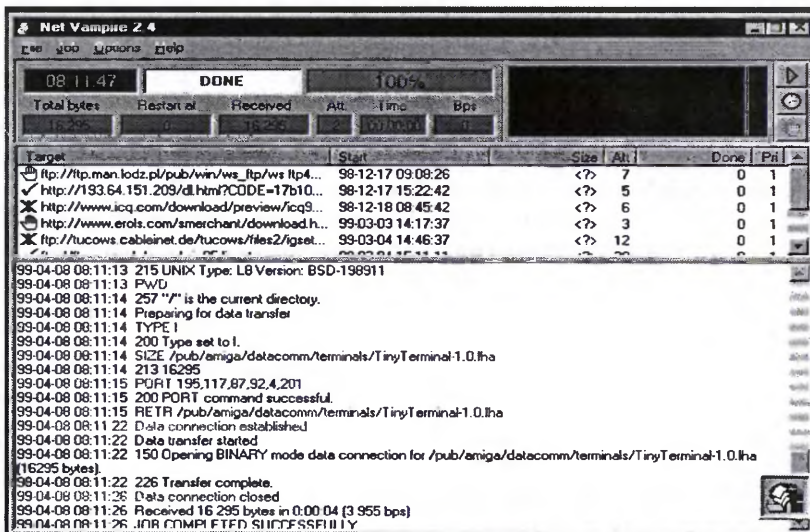 Net Vampire 2.4
File Job Options Help
08:11:47 DONE 100%
Total bytes Restart at Received Att. Time Bps
16 295 16 295 00:00:00
Target Start Size Att Done Pri
ftp://ftp.man.lodz.pl/pub/win/ws_ftp/ws ftp4... 98-12-17 09:08:26 <?> 7 0 1
http://193.64.151.209/dl.html?CODE=17b10... 98-12-17 15:22:42 <?> 5 0 1
http://www.icq.com/download/preview/icq9... 98-12-18 08:45:42 <?> 6 0 1
http://www.erols.com/smerchant/download.h... 99-03-03 14:17:37 <?> 3 0 1
ftp://tucows.cableinet.de/tucows/files2/igset... 99-03-04 14:46:37 <?> 12 0 1
99-04-08 08:11:13 215 UNIX Type: L8 Version: BSD-198911
99-04-08 08:11:13 PWD
99-04-08 08:11:14 257 "/" is the current directory.
99-04-08 08:11:14 Preparing for data transfer
99-04-08 08:11:14 TYPE I
99-04-08 08:11:14 200 Type set to I.
99-04-08 08:11:14 SIZE /pub/amiga/datacomm/terminals/TinyTerminal-1.0.lha
99-04-08 08:11:14 213 16295
99-04-08 08:11:15 PORT 195,117,87,92,4,201
99-04-08 08:11:15 200 PORT command successful.
99-04-08 08:11:15 RETR /pub/amiga/datacomm/terminals/TinyTerminal-1.0.lha
99-04-08 08:11:22 Data connection established
99-04-08 08:11:22 Data transfer started
99-04-08 08:11:22 150 Opening BINARY mode data connection for /pub/amiga/datacomm/terminals/TinyTerminal-1.0.lha
(16295 bytes).
99-04-08 08:11:22 226 Transfer complete.
99-04-08 08:11:26 Data connection closed
99-04-08 08:11:26 Received 16 295 bytes in 0:00:04 (3 955 bps)
99-04-08 08:11:26 JOB COMPLETED SUCCESSFULLY